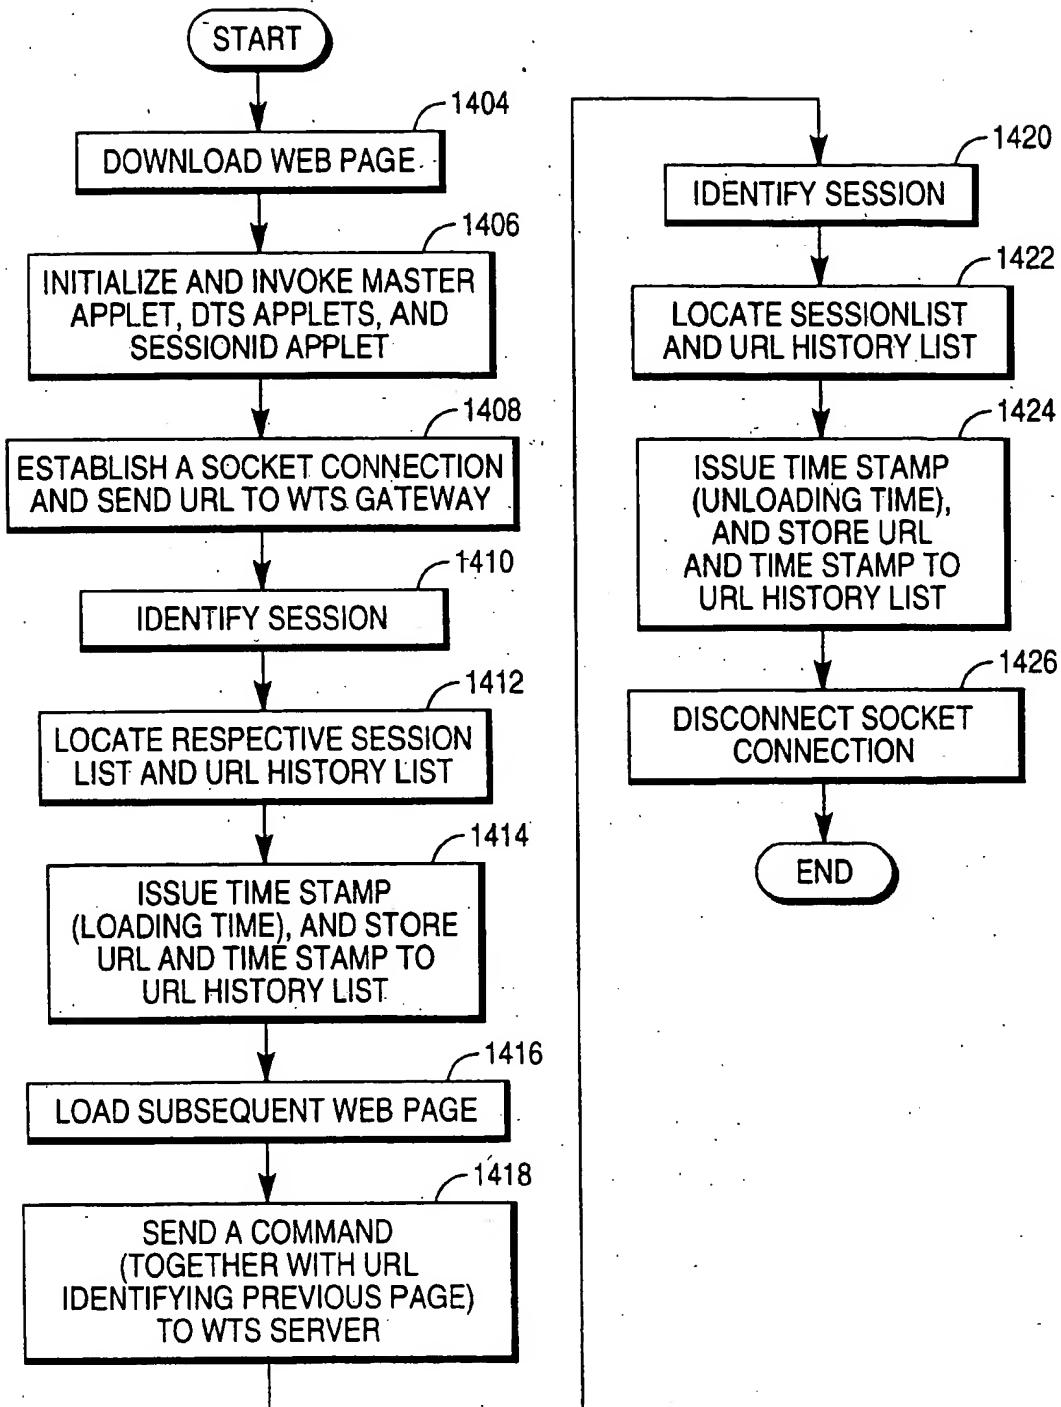 START
1404
DOWNLOAD WEB PAGE
1406
INITIALIZE AND INVOKE MASTER
APPLET, DTS APPLETS, AND
SESSIONID APPLET
1408
ESTABLISH A SOCKET CONNECTION
AND SEND URL TO WTS GATEWAY
1410
IDENTIFY SESSION
1412
LOCATE RESPECTIVE SESSION
LIST AND URL HISTORY LIST
1414
ISSUE TIME STAMP
(LOADING TIME), AND STORE
URL AND TIME STAMP TO
URL HISTORY LIST
1416
LOAD SUBSEQUENT WEB PAGE
1418
SEND A COMMAND
(TOGETHER WITH URL
IDENTIFYING PREVIOUS PAGE)
TO WTS SERVER
1420
IDENTIFY SESSION
1422
LOCATE SESSIONLIST
AND URL HISTORY LIST
1424
ISSUE TIME STAMP
(UNLOADING TIME),
AND STORE URL
AND TIME STAMP TO
URL HISTORY LIST
1426
DISCONNECT SOCKET
CONNECTION
END